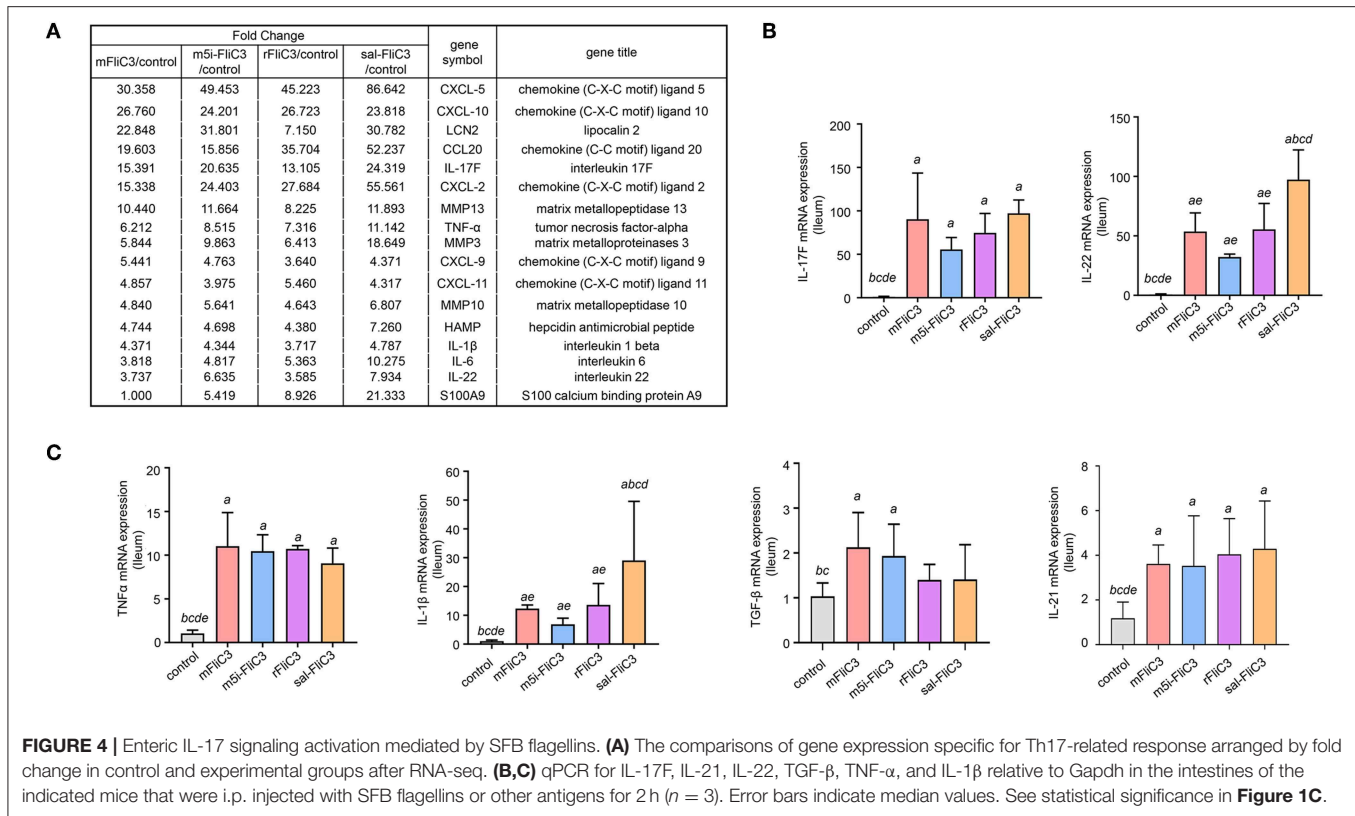 A
Fold Change
mFliC3/control m5i-FliC3 /control rFliC3/control sal-FliC3 /control gene symbol gene title
30.358 49.453 45.223 86.642 CXCL-5 chemokine (C-X-C motif) ligand 5
26.760 24.201 26.723 23.818 CXCL-10 chemokine (C-X-C motif) ligand 10
22.848 31.801 7.150 30.782 LCN2 lipocalin 2
19.603 15.856 35.704 52.237 CCL20 chemokine (C-C motif) ligand 20
15.391 20.635 13.105 24.319 IL-17F interleukin 17F
15.338 24.403 27.684 55.561 CXCL-2 chemokine (C-X-C motif) ligand 2
10.440 11.664 8.225 11.893 MMP13 matrix metallopeptidase 13
6.212 8.515 7.316 11.142 TNF-α tumor necrosis factor-alpha
5.844 9.863 6.413 18.649 MMP3 matrix metalloproteinases 3
5.441 4.763 3.640 4.371 CXCL-9 chemokine (C-X-C motif) ligand 9
4.857 3.975 5.460 4.317 CXCL-11 chemokine (C-X-C motif) ligand 11
4.840 5.641 4.643 6.807 MMP10 matrix metallopeptidase 10
4.744 4.698 4.380 7.260 HAMP hepcidin antimicrobial peptide
4.371 4.344 3.717 4.787 IL-1β interleukin 1 beta
3.818 4.817 5.363 10.275 IL-6 interleukin 6
3.737 6.635 3.585 7.934 IL-22 interleukin 22
1.000 5.419 8.926 21.333 S100A9 S100 calcium binding protein A9
B
IL-17F mRNA expression
(Ileum)
200
150
100
50
0
bcde a a a a
control mFliC3 m5i-FliC3 rFliC3 sal-FliC3
IL-22 mRNA expression
(Ileum)
150
100
50
0
bcde ae ae ae abcd
control mFliC3 m5i-FliC3 rFliC3 sal-FliC3
C
TNFα mRNA expression
(Ileum)
20
15
10
5
0
bcde a a a a
control mFliC3 m5i-FliC3 rFliC3 sal-FliC3
IL-1β mRNA expression
(Ileum)
60
50
40
30
20
10
0
bcde ae ae ae abcd
control mFliC3 m5i-FliC3 rFliC3 sal-FliC3
TGF-β mRNA expression
(Ileum)
4
3
2
1
0
bc a a
control mFliC3 m5i-FliC3 rFliC3 sal-FliC3
IL-21 mRNA expression
(Ileum)
8
6
4
2
0
bcde a a a a
control mFliC3 m5i-FliC3 rFliC3 sal-FliC3
FIGURE 4 | Enteric IL-17 signaling activation mediated by SFB flagellins. (A) The comparisons of gene expression specific for Th17-related response arranged by fold
change in control and experimental groups after RNA-seq. (B,C) qPCR for IL-17F, IL-21, IL-22, TGF-β, TNF-α, and IL-1β relative to Gapdh in the intestines of the
indicated mice that were i.p. injected with SFB flagellins or other antigens for 2 h (n = 3). Error bars indicate median values. See statistical significance in Figure 1C.